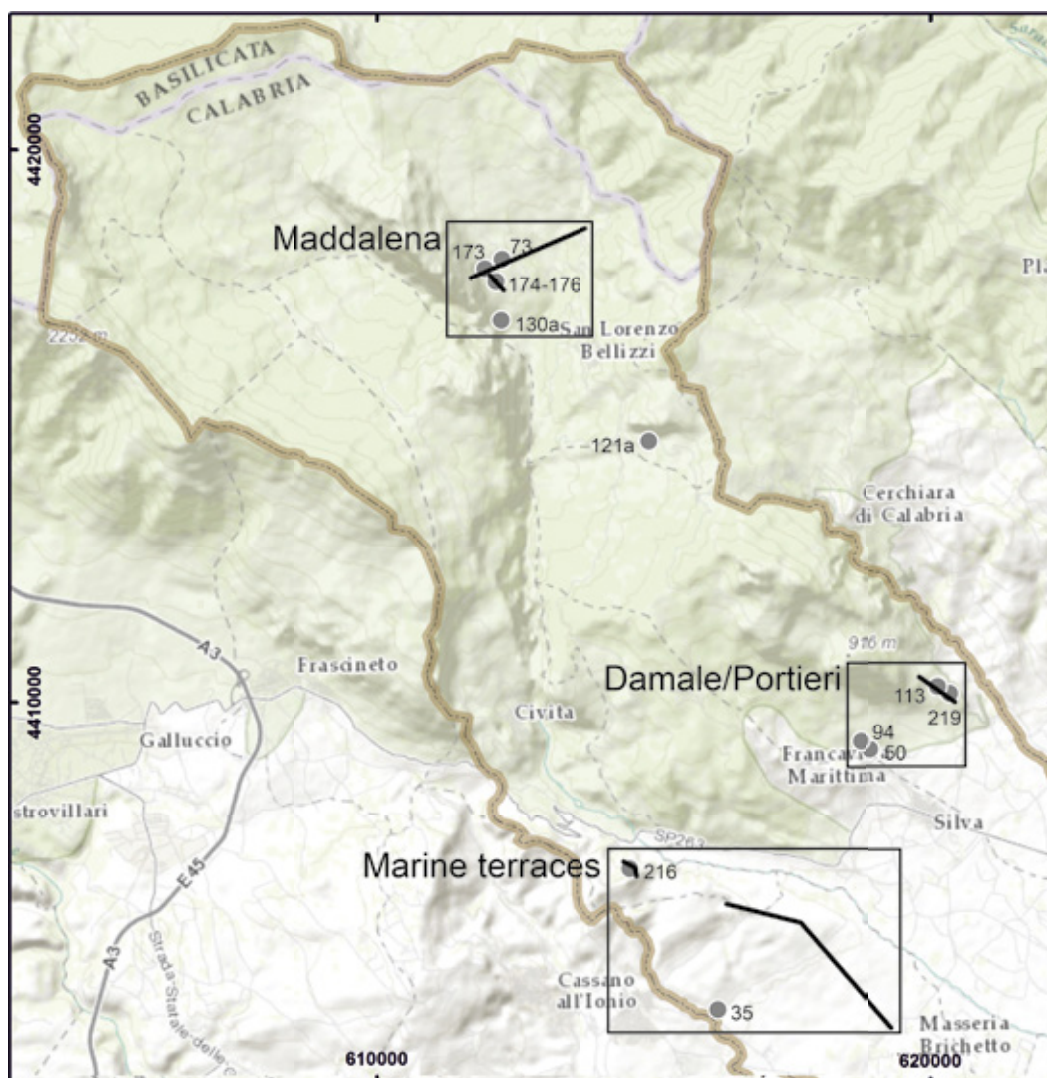 BASILICATA
CALABRIA
4420000
Maddalena
173
73
174-176
130a
San Lorenzo
Bellizzi
2252 m
121a
Cerchiara
di Calabria
916 m
A3
Frascineto
Damale/Portieri
113
219
4410000
Civita
94
Galluccio
Marittima
Silva
SP263
E45
Marine terraces
216
A3
Cassano
all'Ionio
35
Masseria
Brichetto
610000
620000